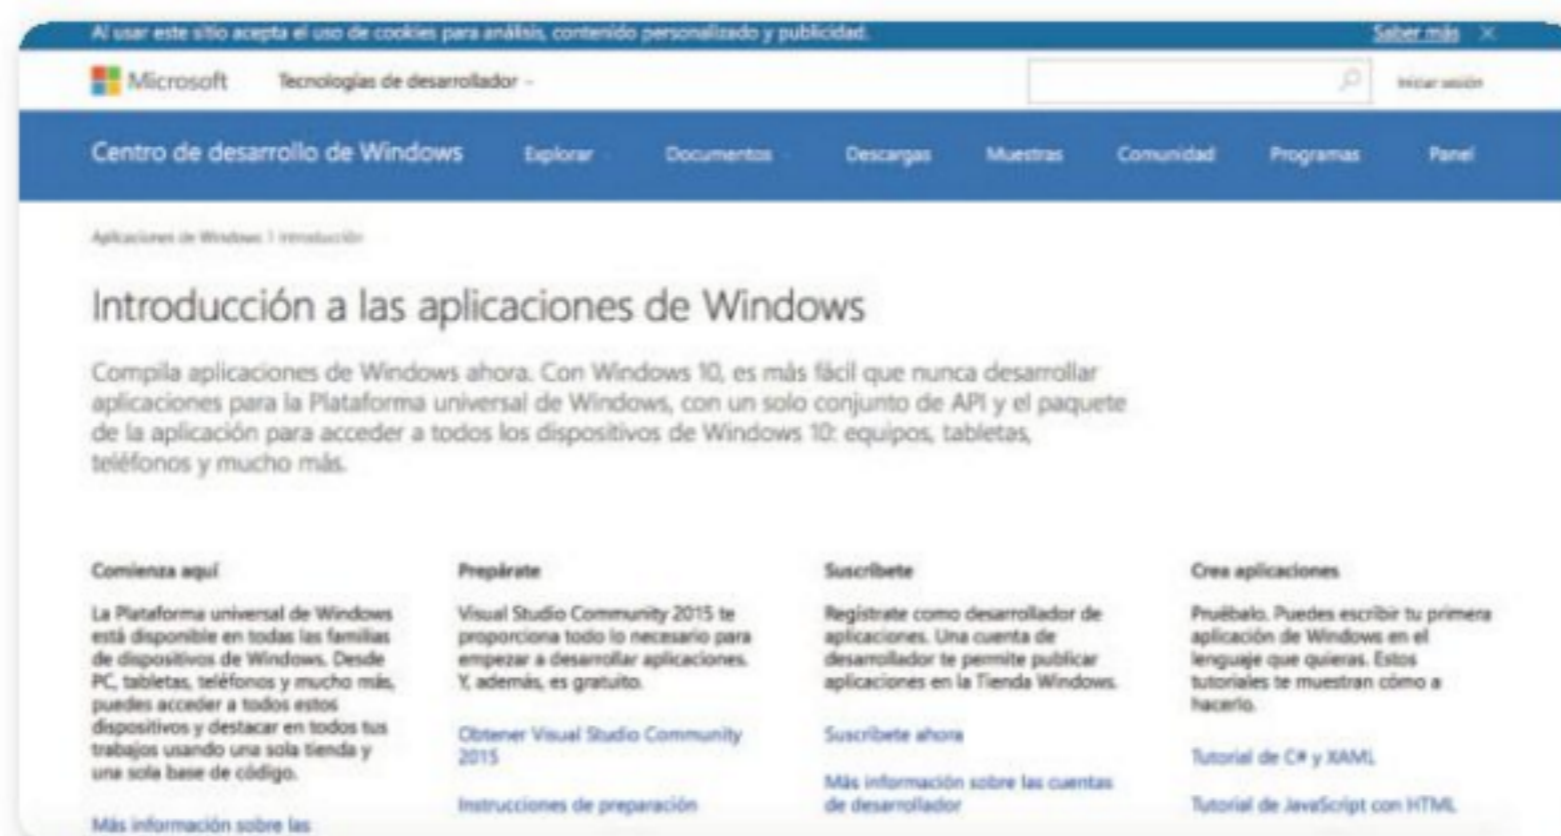 Al usar este sitio acepta el uso de cookies para análisis, contenido personalizado y publicidad.
Saber más
Microsoft
Tecnologías de desarrollador
Iniciar sesión
Centro de desarrollo de Windows
Explorar
Documentos
Descargas
Muestras
Comunidad
Programas
Panel
Aplicaciones de Windows Introducción
Introducción a las aplicaciones de Windows
Compila aplicaciones de Windows ahora. Con Windows 10, es más fácil que nunca desarrollar
aplicaciones para la Plataforma universal de Windows, con un solo conjunto de API y el paquete
de la aplicación para acceder a todos los dispositivos de Windows 10: equipos, tabletas,
teléfonos y mucho más.
Comienza aquí
La Plataforma universal de Windows
está disponible en todas las familias
de dispositivos de Windows. Desde
PC, tabletas, teléfonos y mucho más,
puedes acceder a todos estos
dispositivos y destacar en todos tus
trabajos usando una sola tienda y
una sola base de código.
Más información sobre las
Prepárate
Visual Studio Community 2015 te
proporciona todo lo necesario para
empezar a desarrollar aplicaciones.
Y, además, es gratuito.
Obtener Visual Studio Community
2015
Instrucciones de preparación
Suscríbete
Regístrate como desarrollador de
aplicaciones. Una cuenta de
desarrollador te permite publicar
aplicaciones en la Tienda Windows.
Suscríbete ahora
Más información sobre las cuentas
de desarrollador
Crea aplicaciones
Pruébalo. Puedes escribir tu primera
aplicación de Windows en el
lenguaje que quieras. Estos
tutoriales te muestran cómo a
hacerlo.
Tutorial de C# y XAML
Tutorial de JavaScript con HTML